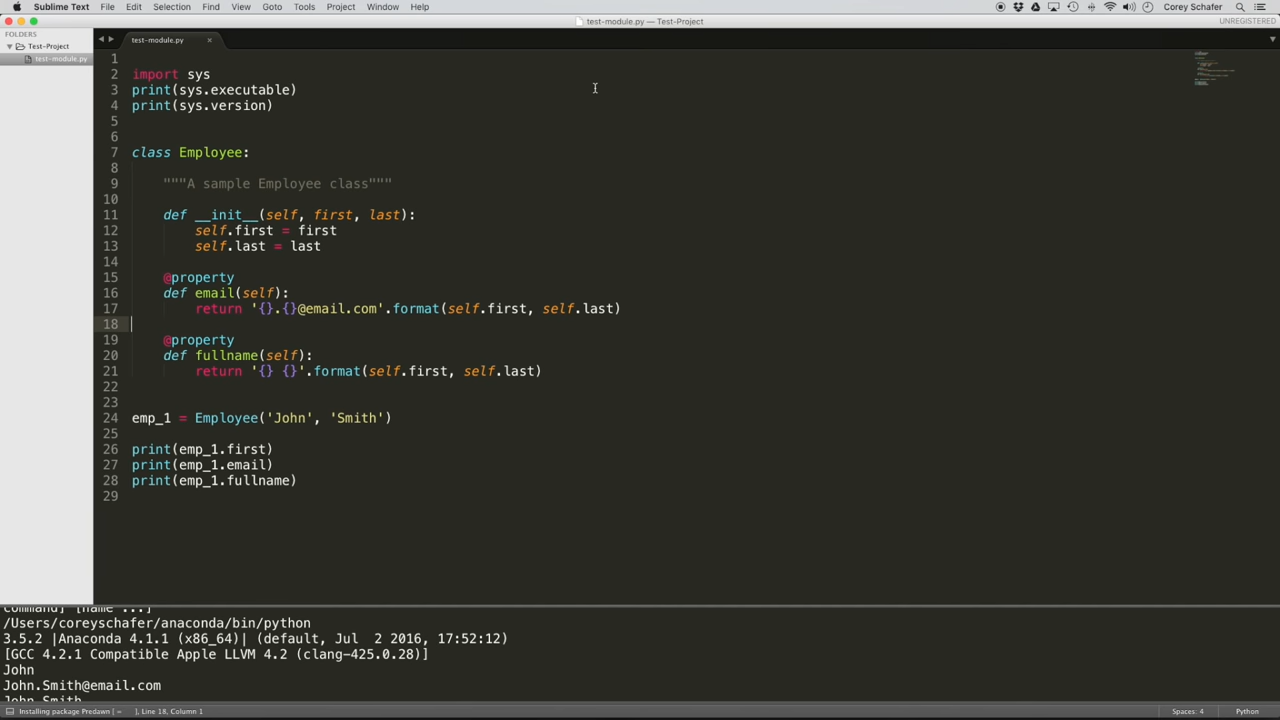 Sublime Text File Edit Selection Find View Goto Tools Project Window Help Corey Schafer
test-module.py — Test-Project UNREGISTERED
FOLDERS
Test-Project
test-module.py
test-module.py ×
1
2 import sys
3 print(sys.executable)
4 print(sys.version)
5
6
7 class Employee:
8
9 """A sample Employee class"""
10
11 def __init__(self, first, last):
12 self.first = first
13 self.last = last
14
15 @property
16 def email(self):
17 return '{}.{}@email.com'.format(self.first, self.last)
18
19 @property
20 def fullname(self):
21 return '{} {}'.format(self.first, self.last)
22
23
24 emp_1 = Employee('John', 'Smith')
25
26 print(emp_1.first)
27 print(emp_1.email)
28 print(emp_1.fullname)
29
command] [name ...]
/Users/coreyschafer/anaconda/bin/python
3.5.2 |Anaconda 4.1.1 (x86_64)| (default, Jul  2 2016, 17:52:12)
[GCC 4.2.1 Compatible Apple LLVM 4.2 (clang-425.0.28)]
John
John.Smith@email.com
John Smith
Installing package Predawn [ = ], Line 18, Column 1 Spaces: 4 Python